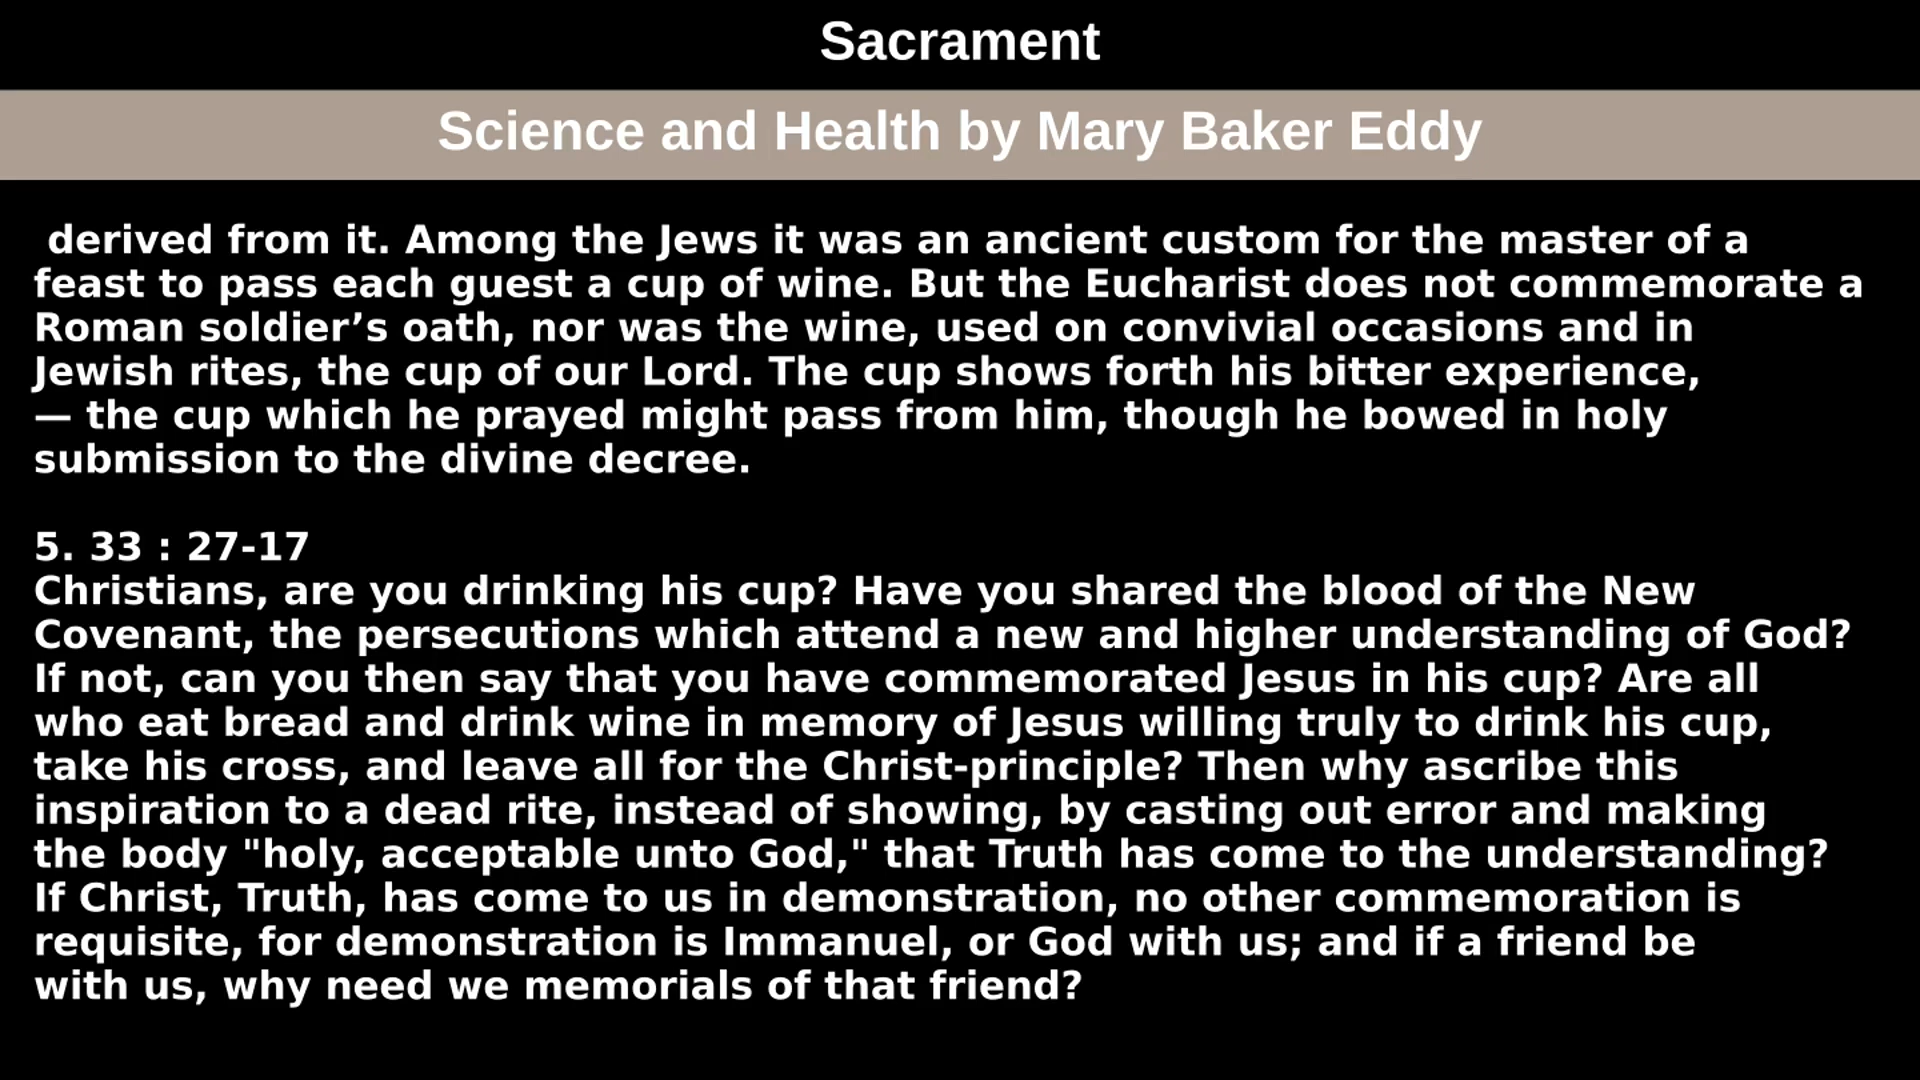 Sacrament
Science and Health by Mary Baker Eddy
derived from it. Among the Jews it was an ancient custom for the master of a
feast to pass each guest a cup of wine. But the Eucharist does not commemorate a
Roman soldier’s oath, nor was the wine, used on convivial occasions and in
Jewish rites, the cup of our Lord. The cup shows forth his bitter experience,
— the cup which he prayed might pass from him, though he bowed in holy
submission to the divine decree.
5. 33 : 27-17
Christians, are you drinking his cup? Have you shared the blood of the New
Covenant, the persecutions which attend a new and higher understanding of God?
If not, can you then say that you have commemorated Jesus in his cup? Are all
who eat bread and drink wine in memory of Jesus willing truly to drink his cup,
take his cross, and leave all for the Christ-principle? Then why ascribe this
inspiration to a dead rite, instead of showing, by casting out error and making
the body "holy, acceptable unto God," that Truth has come to the understanding?
If Christ, Truth, has come to us in demonstration, no other commemoration is
requisite, for demonstration is Immanuel, or God with us; and if a friend be
with us, why need we memorials of that friend?